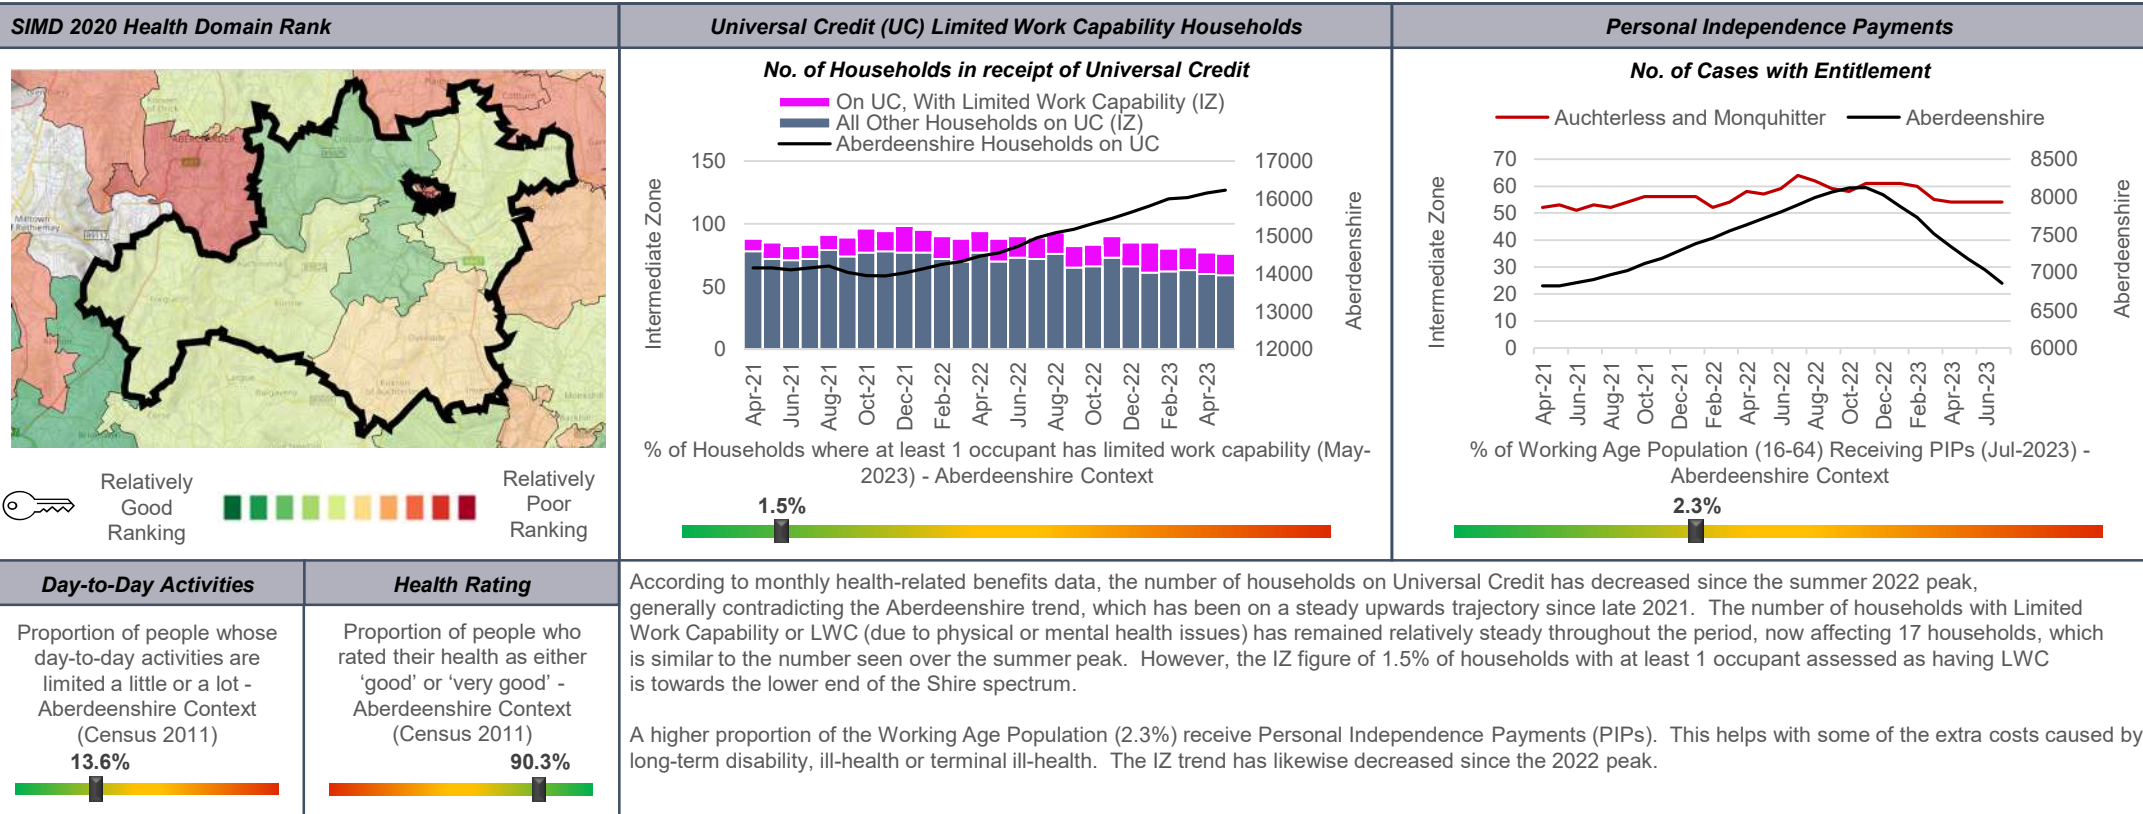 SIMD 2020 Health Domain Rank
Relatively
Good
Ranking
Relatively
Poor
Ranking
Universal Credit (UC) Limited Work Capability Households
No. of Households in receipt of Universal Credit
On UC, With Limited Work Capability (IZ)
All Other Households on UC (IZ)
Aberdeenshire Households on UC
Intermediate Zone
150
100
50
0
17000
16000
15000
14000
13000
12000
Aberdeenshire
Apr-21
Jun-21
Aug-21
Oct-21
Dec-21
Feb-22
Apr-22
Jun-22
Aug-22
Oct-22
Dec-22
Feb-23
Apr-23
% of Households where at least 1 occupant has limited work capability (May-
2023) - Aberdeenshire Context
1.5%
Personal Independence Payments
No. of Cases with Entitlement
Auchterless and Monquhitter
Aberdeenshire
Intermediate Zone
70
60
50
40
30
20
10
0
8500
8000
7500
7000
6500
6000
Aberdeenshire
Apr-21
Jun-21
Aug-21
Oct-21
Dec-21
Feb-22
Apr-22
Jun-22
Aug-22
Oct-22
Dec-22
Feb-23
Apr-23
Jun-23
% of Working Age Population (16-64) Receiving PIPs (Jul-2023) -
Aberdeenshire Context
2.3%
Day-to-Day Activities
Proportion of people whose
day-to-day activities are
limited a little or a lot -
Aberdeenshire Context
(Census 2011)
13.6%
Health Rating
Proportion of people who
rated their health as either
‘good’ or ‘very good’ -
Aberdeenshire Context
(Census 2011)
90.3%
According to monthly health-related benefits data, the number of households on Universal Credit has decreased since the summer 2022 peak,
generally contradicting the Aberdeenshire trend, which has been on a steady upwards trajectory since late 2021.  The number of households with Limited
Work Capability or LWC (due to physical or mental health issues) has remained relatively steady throughout the period, now affecting 17 households, which
is similar to the number seen over the summer peak.  However, the IZ figure of 1.5% of households with at least 1 occupant assessed as having LWC
is towards the lower end of the Shire spectrum.
A higher proportion of the Working Age Population (2.3%) receive Personal Independence Payments (PIPs).  This helps with some of the extra costs caused by
long-term disability, ill-health or terminal ill-health.  The IZ trend has likewise decreased since the 2022 peak.